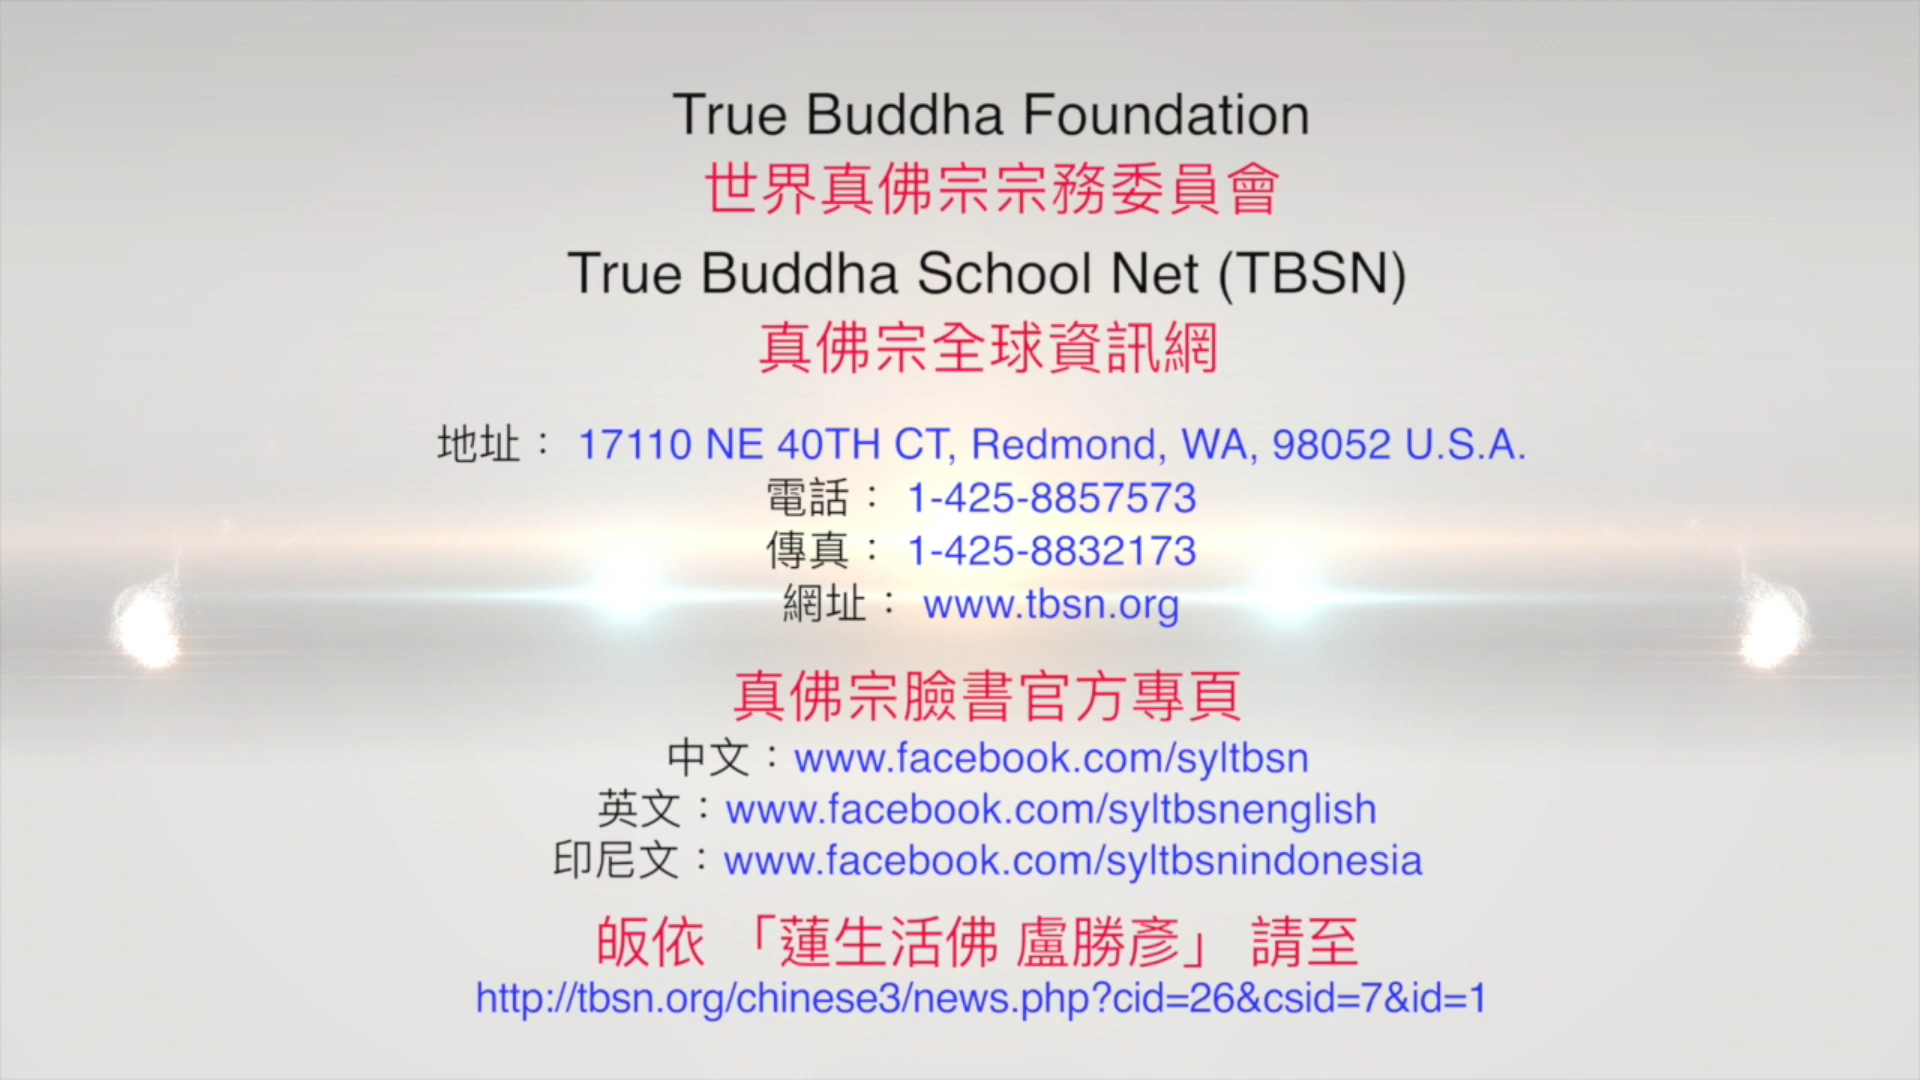 True Buddha Foundation
世界真佛宗宗務委員會
True Buddha School Net (TBSN)
真佛宗全球資訊網
地址： 17110 NE 40TH CT, Redmond, WA, 98052 U.S.A.
電話： 1-425-8857573
傳真： 1-425-8832173
網址： www.tbsn.org
真佛宗臉書官方專頁
中文：www.facebook.com/syltbsn
英文：www.facebook.com/syltbsnenglish
印尼文：www.facebook.com/syltbsnindonesia
皈依 「蓮生活佛 盧勝彥」 請至
http://tbsn.org/chinese3/news.php?cid=26&csid=7&id=1